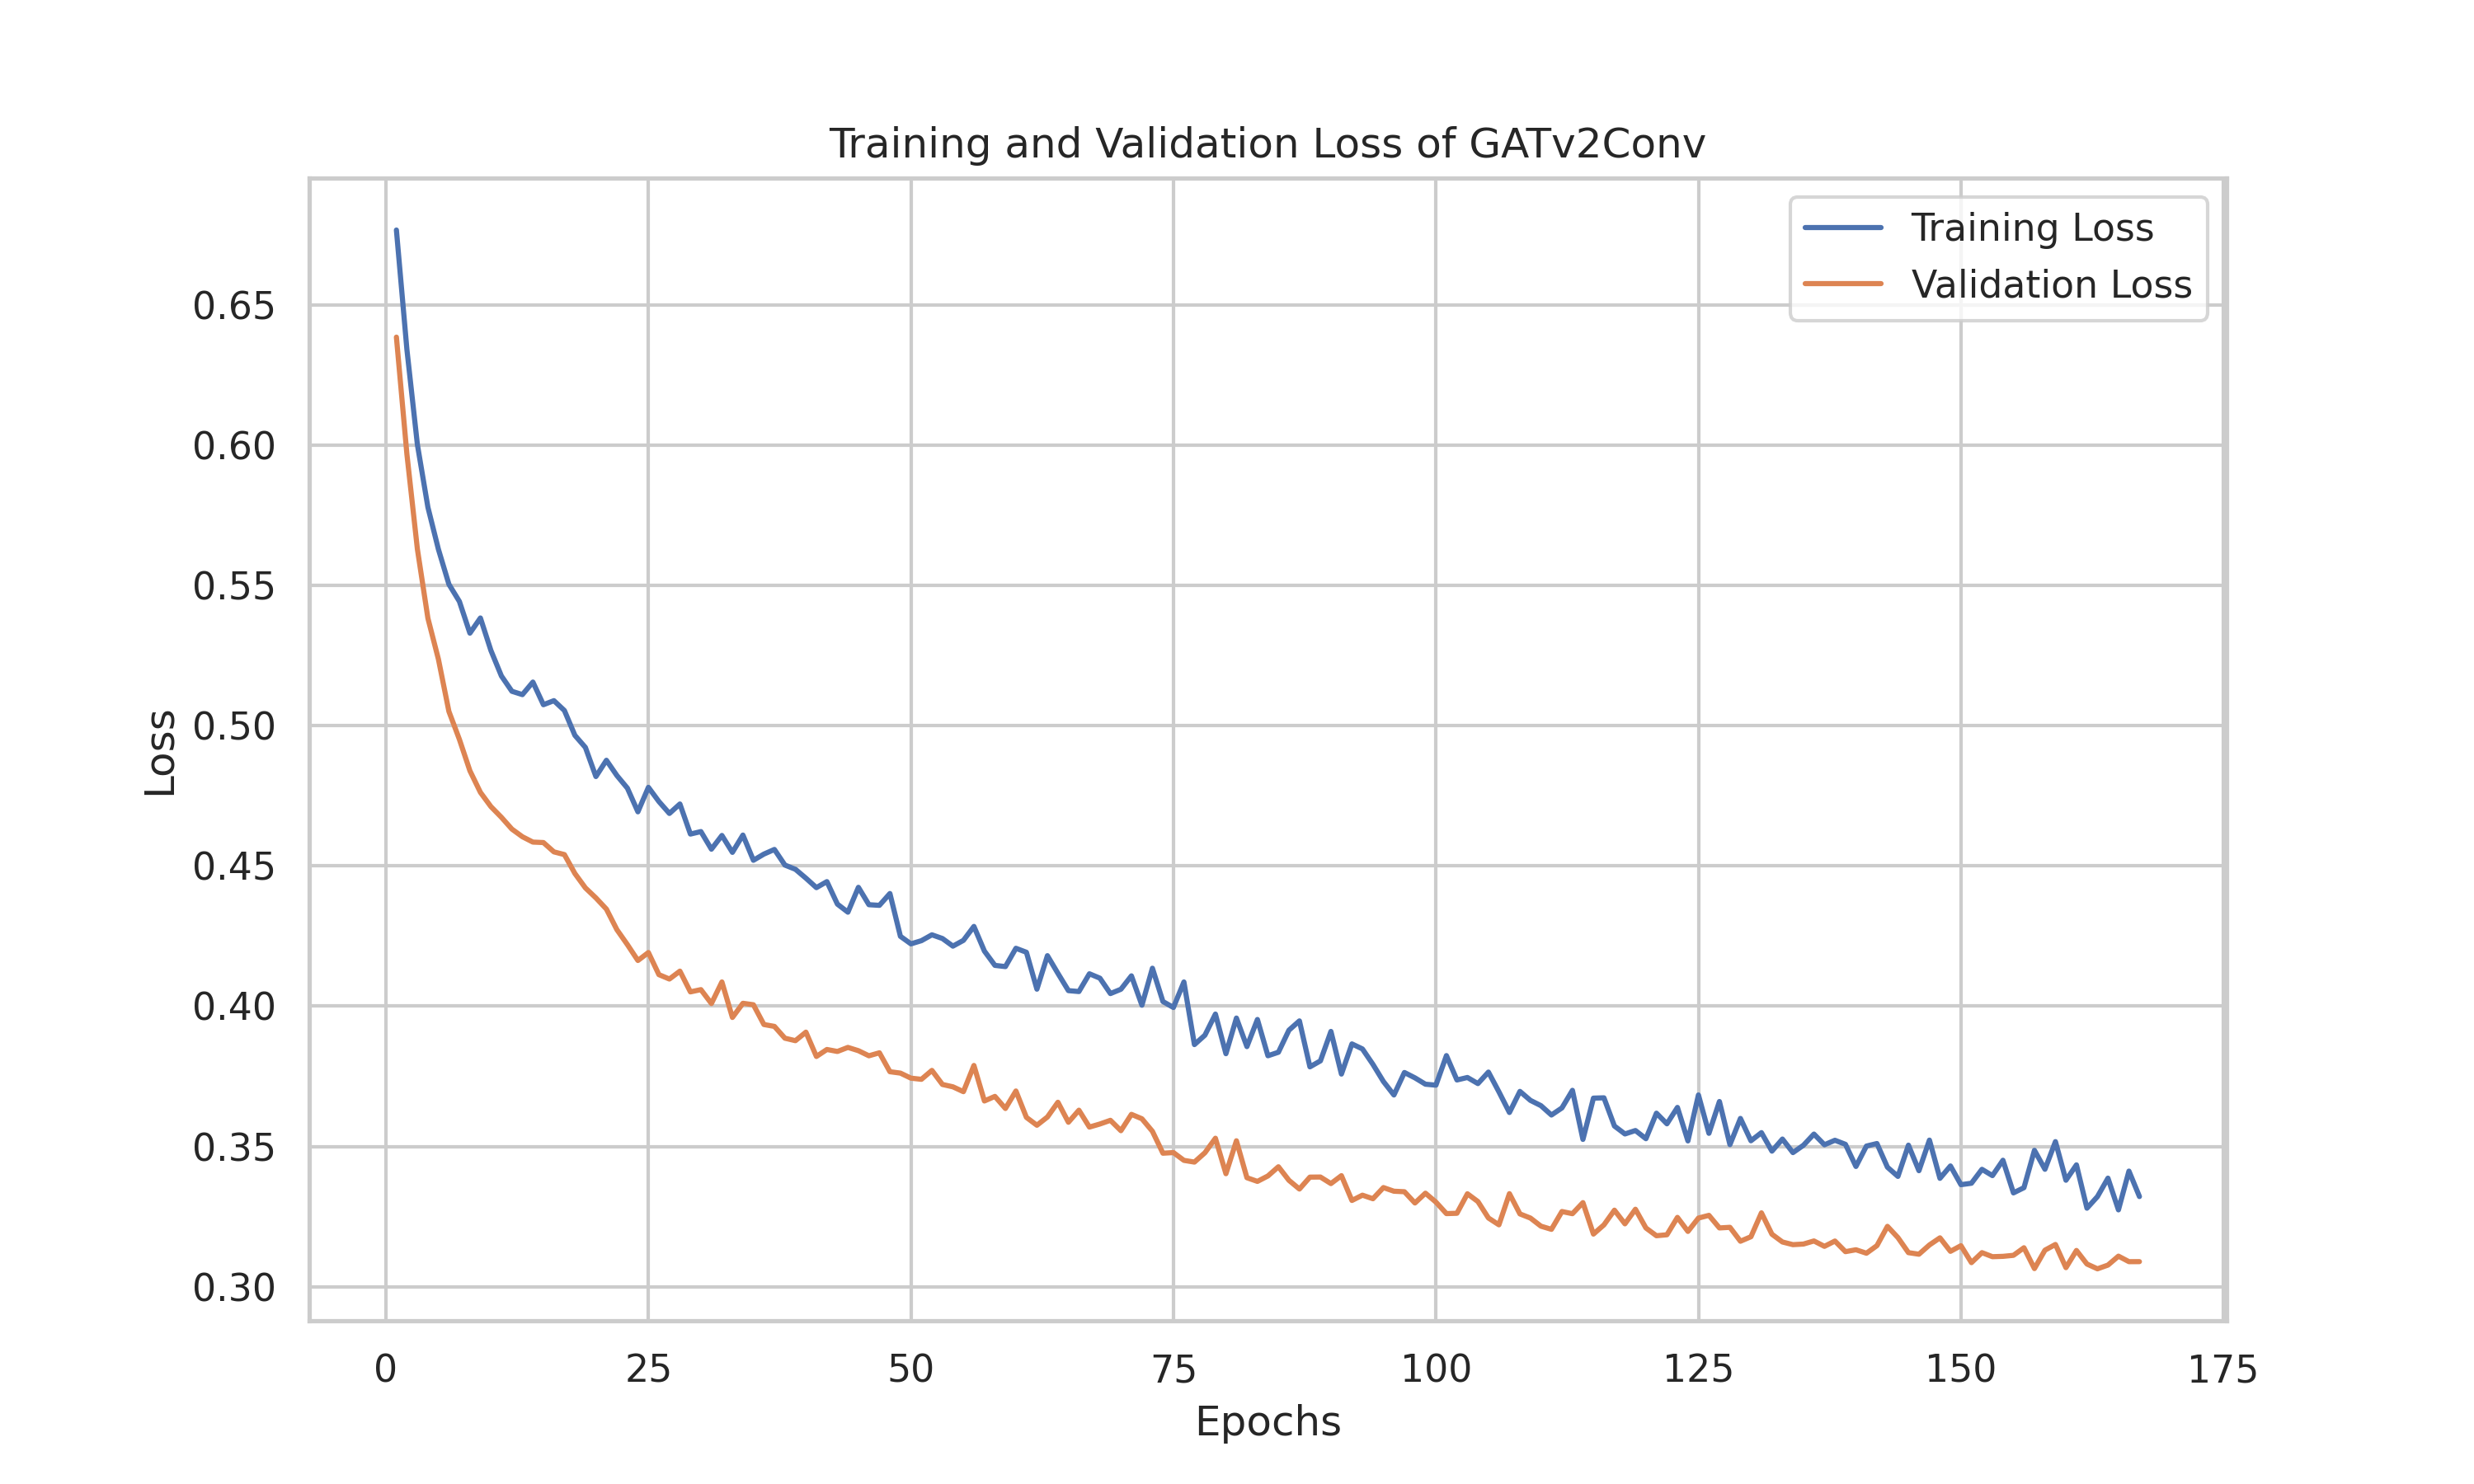 Training and Validation Loss of GATv2Conv
Training Loss
Validation Loss
0.65
0.60
0.55
0.50
0.45
0.40
0.35
0.30
Loss
0 25 50 75 100 125 150 175
Epochs